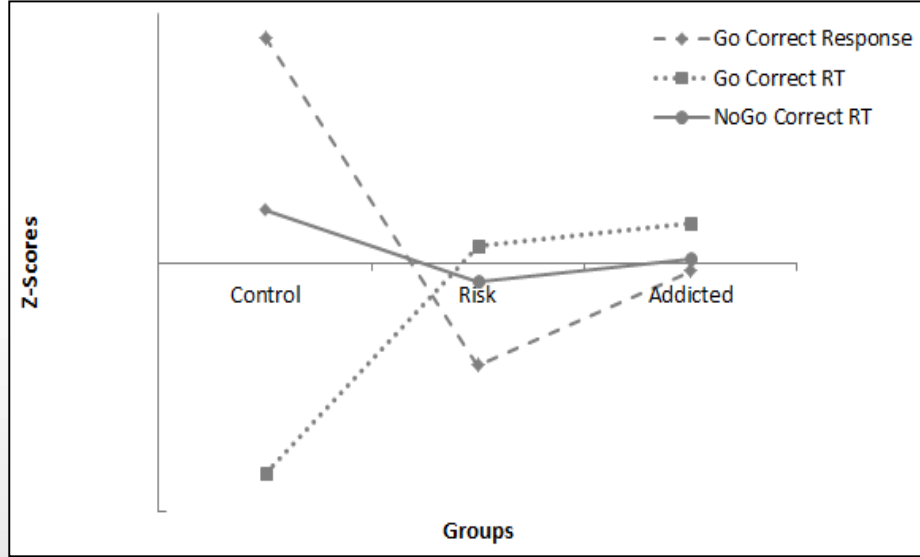 Go Correct Response
Go Correct RT
NoGo Correct RT
Z-Scores
Control Risk Addicted
Groups